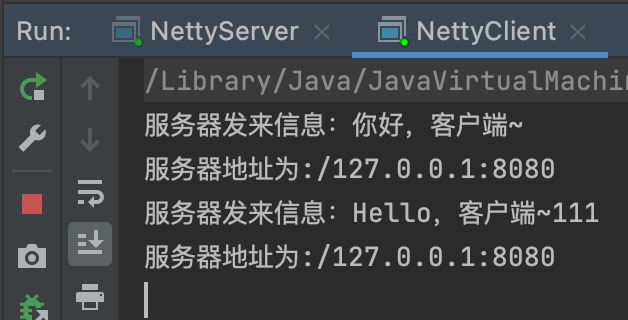 Run: NettyServer NettyClient
/Library/Java/JavaVirtualMachin
服务器发来信息：你好，客户端~
服务器地址为:/127.0.0.1:8080
服务器发来信息：Hello，客户端~111
服务器地址为:/127.0.0.1:8080